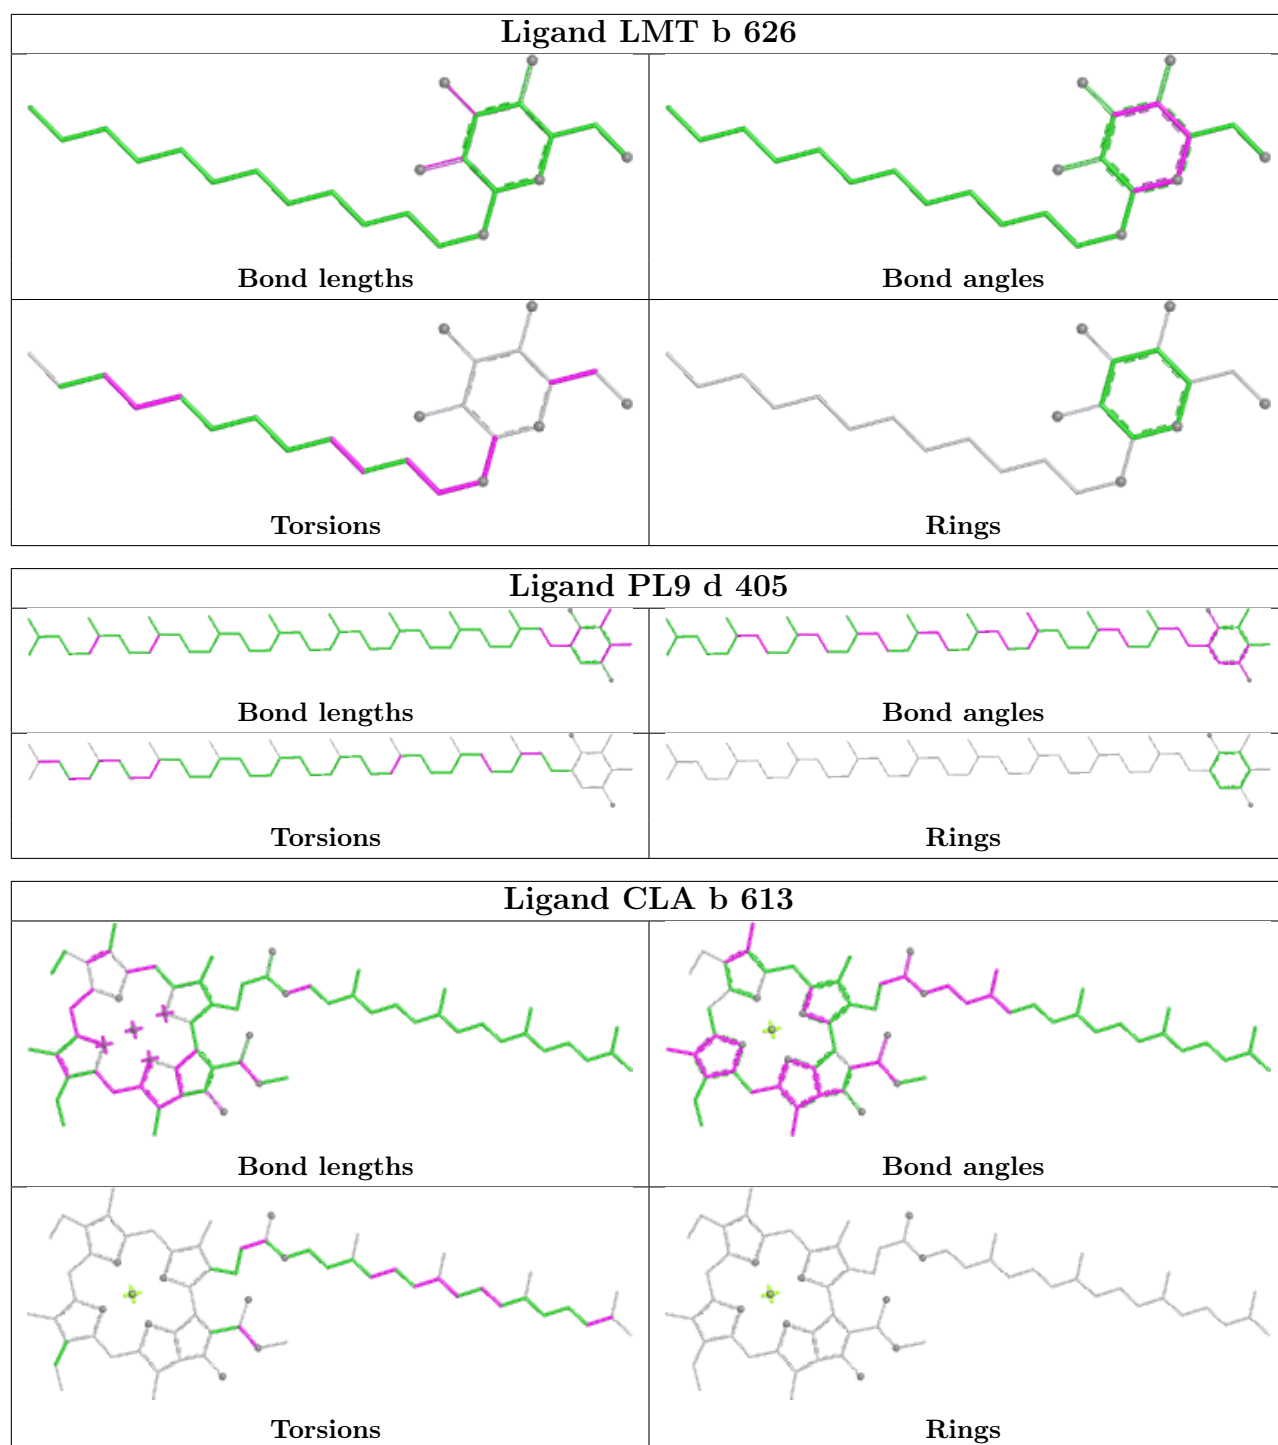 Ligand LMT b 626
Bond lengths
Bond angles
Torsions
Rings
Ligand PL9 d 405
Bond lengths
Bond angles
Torsions
Rings
Ligand CLA b 613
Bond lengths
Bond angles
Torsions
Rings